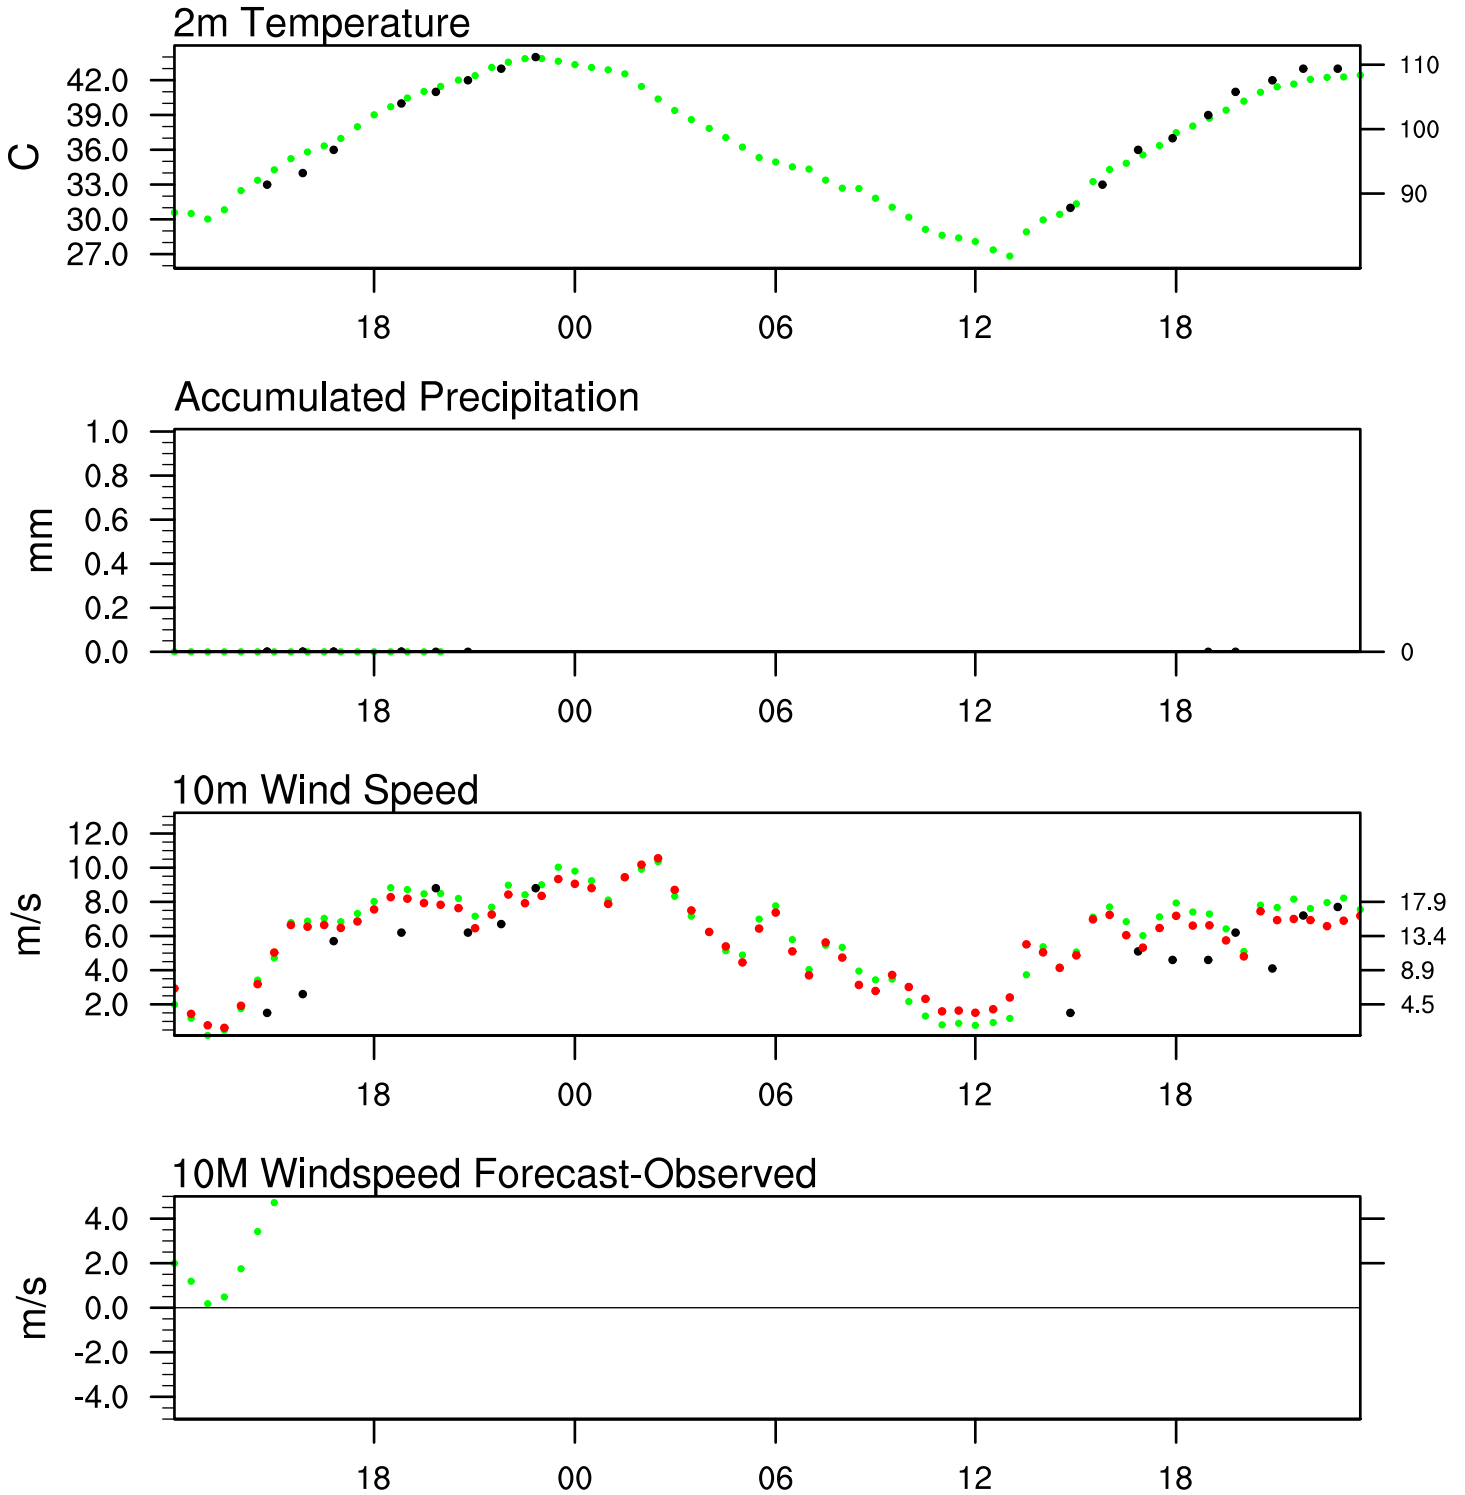 2m Temperature
42.0
39.0
36.0
33.0
30.0
27.0
C
110
100
90
18 00 06 12 18
Accumulated Precipitation
1.0
0.8
0.6
0.4
0.2
0.0
mm
0
18 00 06 12 18
10m Wind Speed
12.0
10.0
8.0
6.0
4.0
2.0
m/s
17.9
13.4
8.9
4.5
18 00 06 12 18
10M Windspeed Forecast-Observed
4.0
2.0
0.0
-2.0
-4.0
m/s
18 00 06 12 18